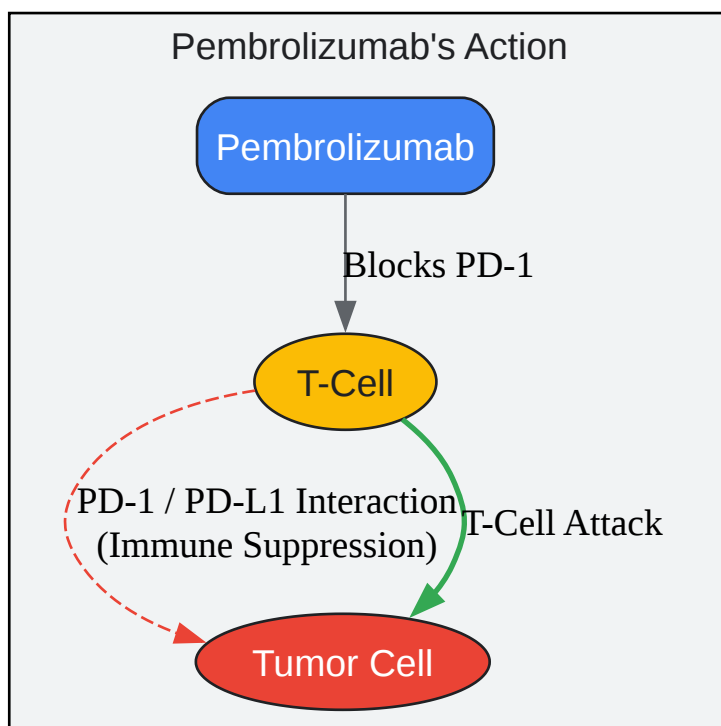 Pembrolizumab's Action
Pembrolizumab
Blocks PD-1
T-Cell
PD-1 / PD-L1 Interaction
(Immune Suppression)
T-Cell Attack
Tumor Cell